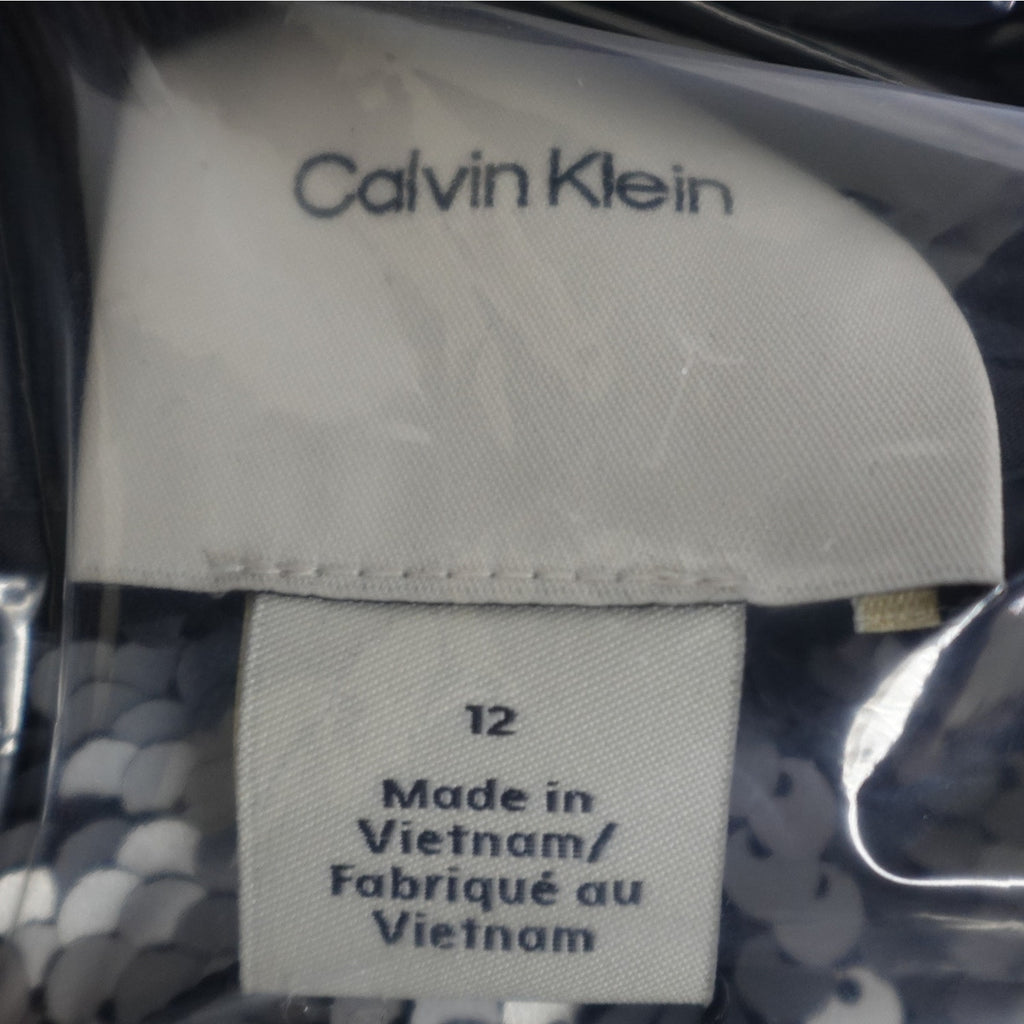 Calvin Klein
12
Made in
Vietnam/
Fabriqué au
Vietnam